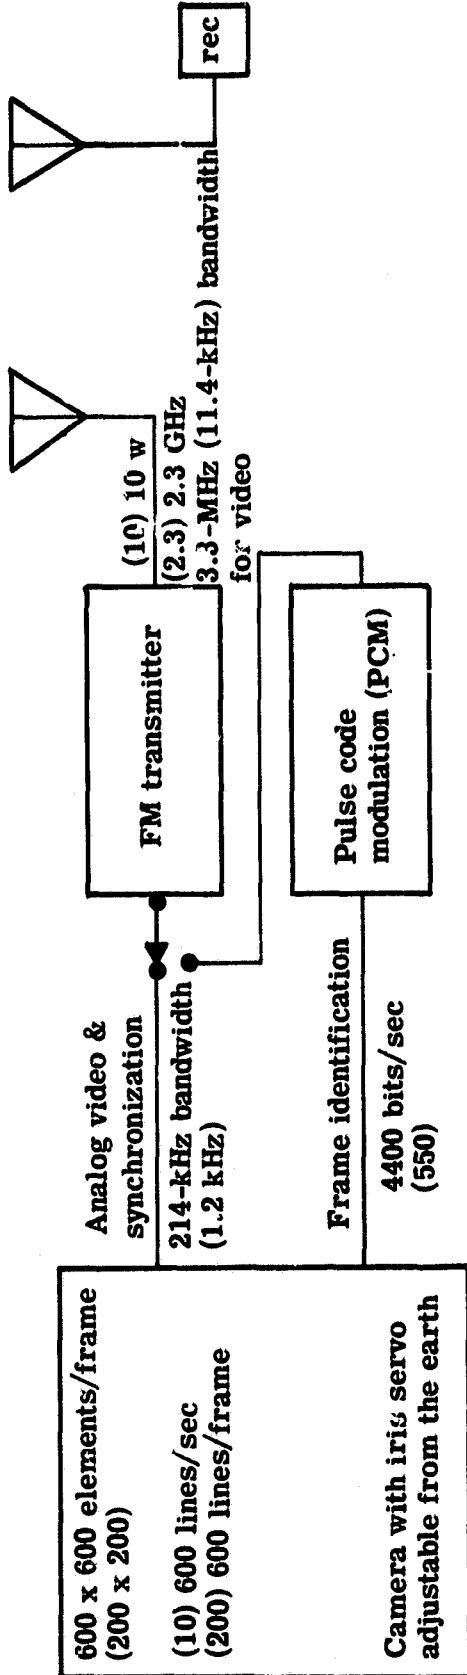 600 x 600 elements/frame
(200 x 200)
(10) 600 lines/sec
(200) 600 lines/frame
Camera with iris servo
adjustable from the earth
Analog video &
synchronization
214-kHz bandwidth
(1.2 kHz)
Frame identification
4400 bits/sec
(550)
FM transmitter
Pulse code
modulation (PCM)
(10) 10 w
(2.3) 2.3 GHz
3.3-MHz (11.4-kHz) bandwidth
for video
rec